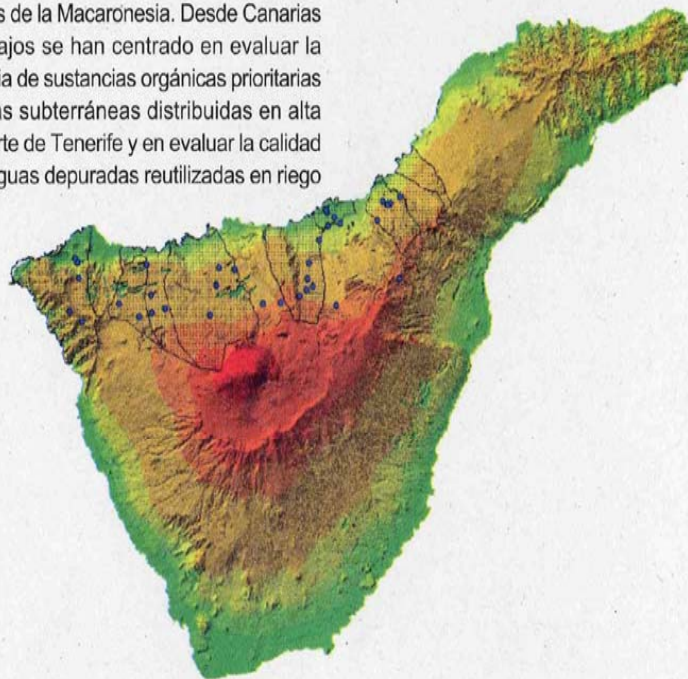 s de la Macaronesia. Desde Canarias
ajos se han centrado en evaluar la
ia de sustancias orgánicas prioritarias
as subterráneas distribuidas en alta
rte de Tenerife y en evaluar la calidad
guas depuradas reutilizadas en riego